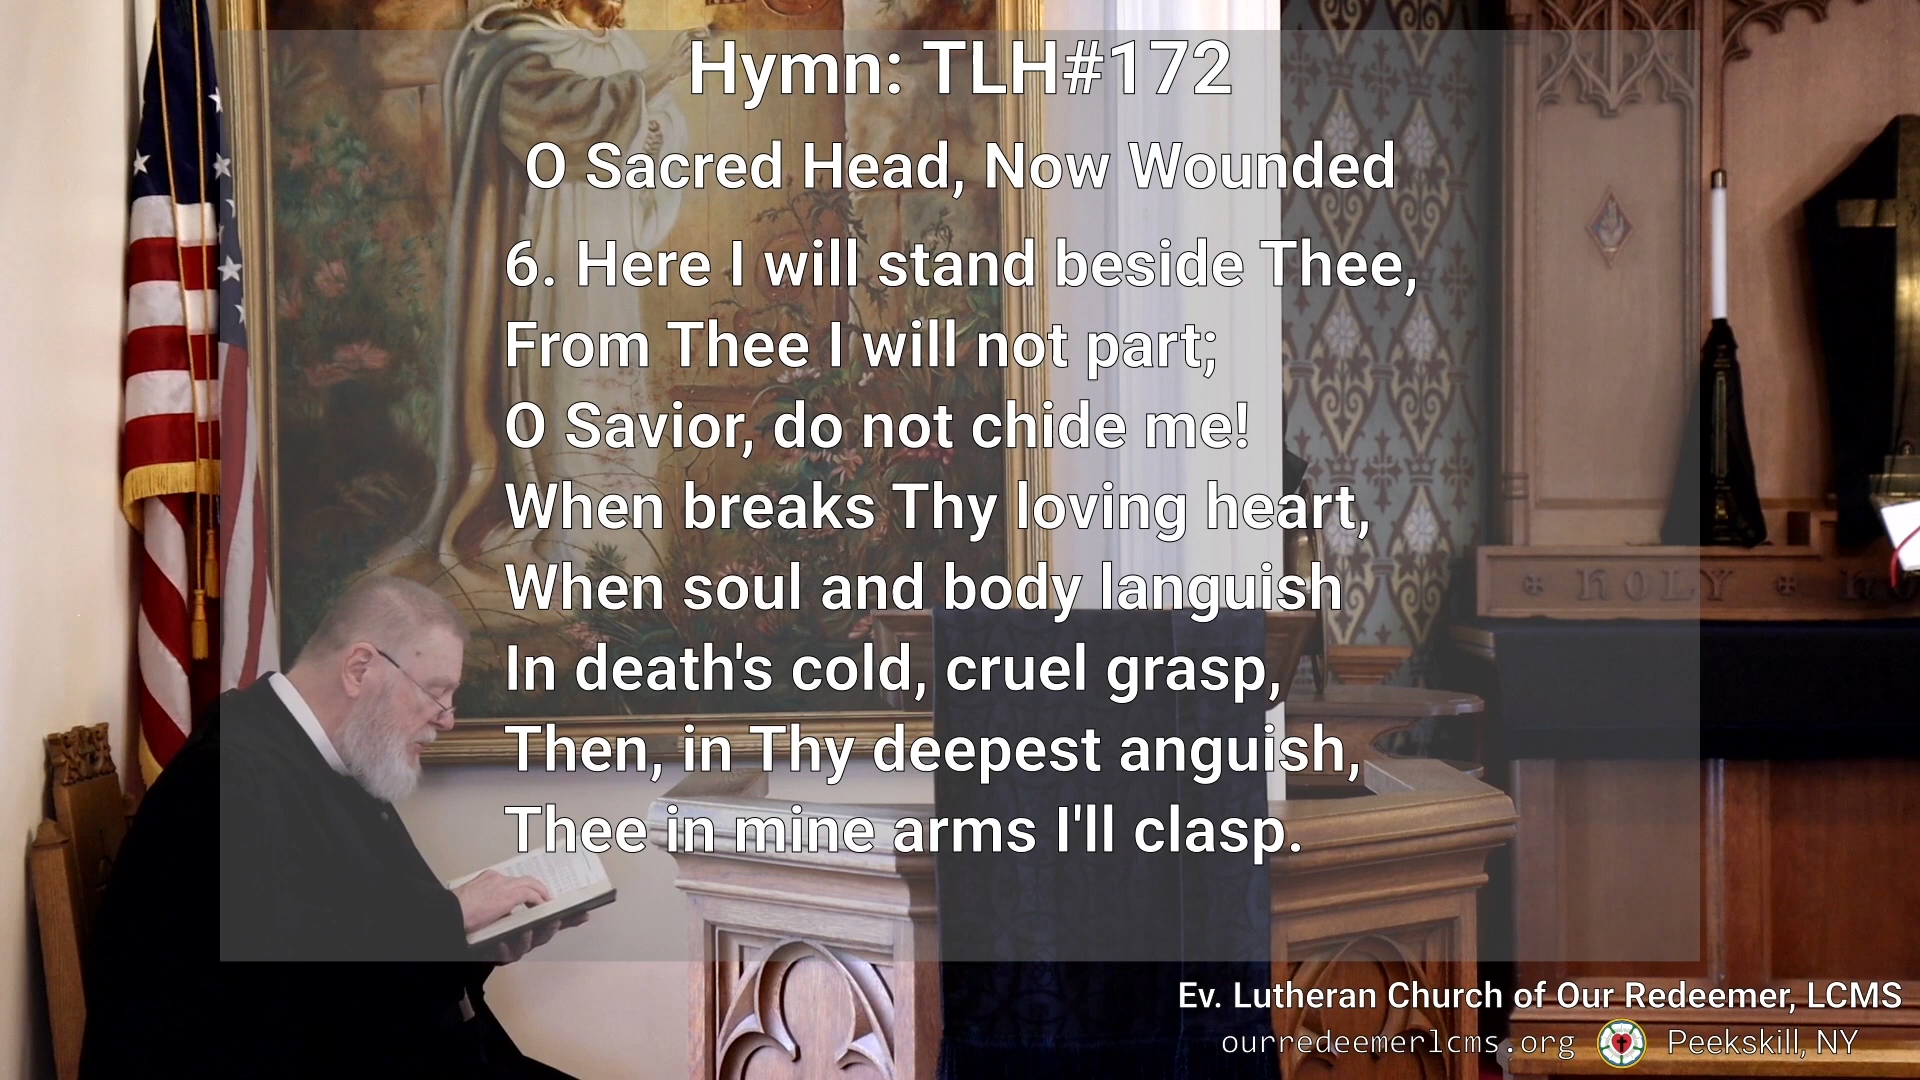 Hymn: TLH#172
O Sacred Head, Now Wounded
6. Here I will stand beside Thee,
From Thee I will not part;
O Savior, do not chide me!
When breaks Thy loving heart,
When soul and body languish
In death's cold, cruel grasp,
Then, in Thy deepest anguish,
Thee in mine arms I'll clasp.
HOLY
Ev. Lutheran Church of Our Redeemer, LCMS
ourredeemerlcms.org Peekskill, NY